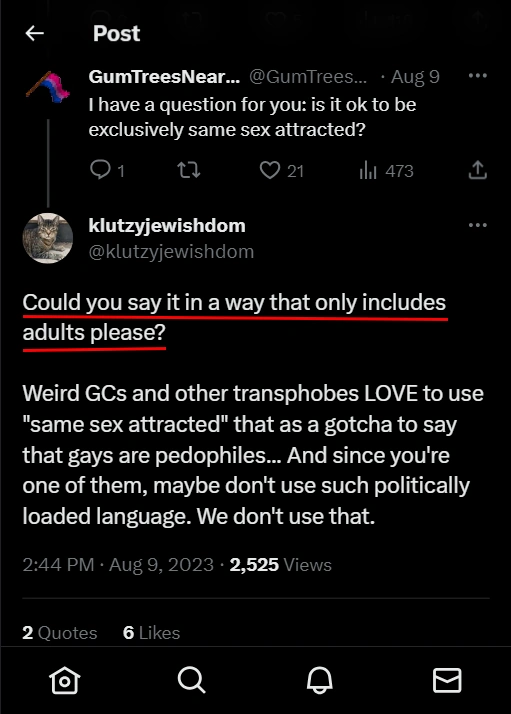 Post
GumTreesNear... @GumTrees... · Aug 9
I have a question for you: is it ok to be
exclusively same sex attracted?
1 21 473
klutzyjewishdom
@klutzyjewishdom
Could you say it in a way that only includes
adults please?
Weird GCs and other transphobes LOVE to use
"same sex attracted" that as a gotcha to say
that gays are pedophiles... And since you're
one of them, maybe don't use such politically
loaded language. We don't use that.
2:44 PM · Aug 9, 2023 · 2,525 Views
2 Quotes 6 Likes